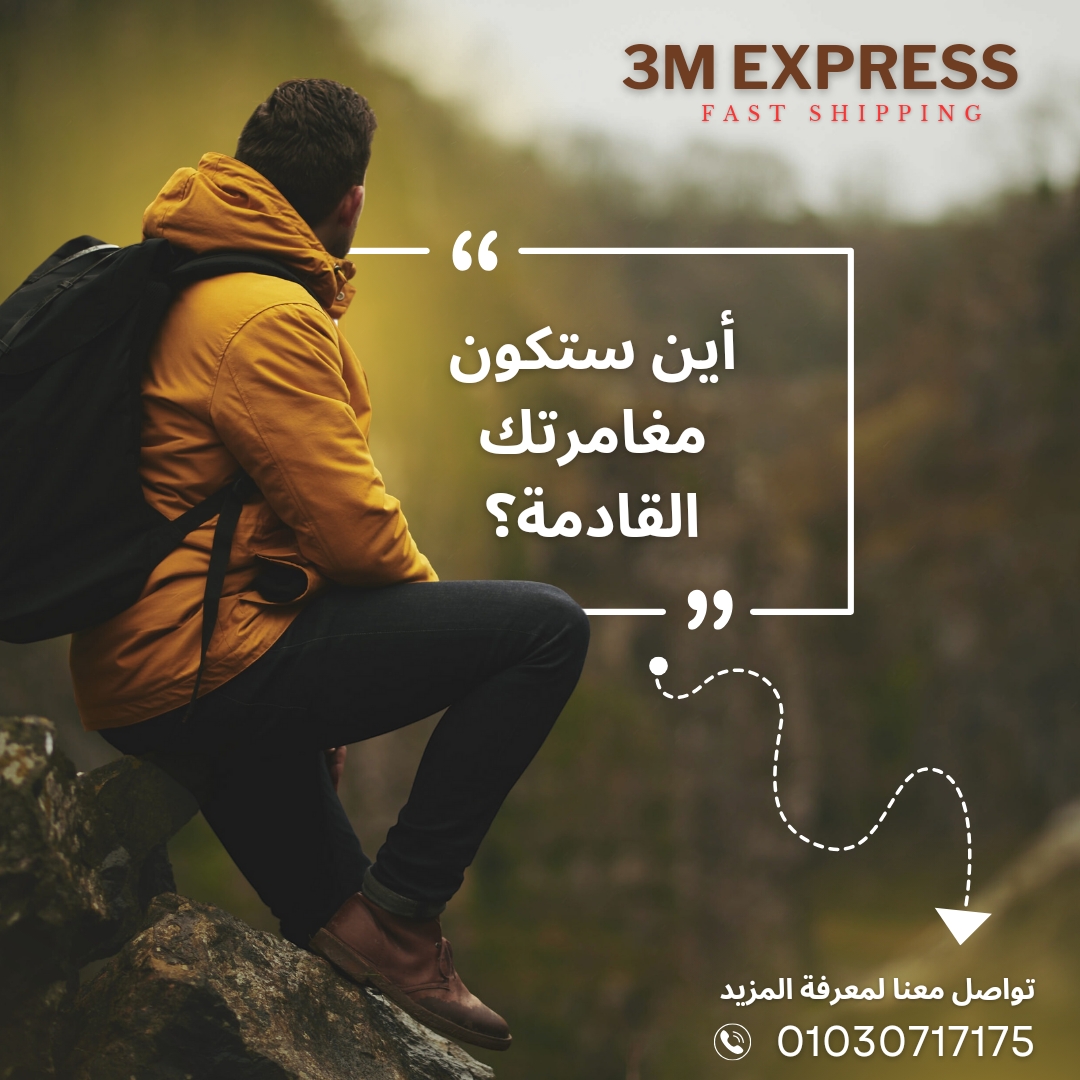 3M EXPRESS
FAST SHIPPING
“
أين ستكون
مغامرتك
القادمة؟
”
تواصل معنا لمعرفة المزيد
01030717175